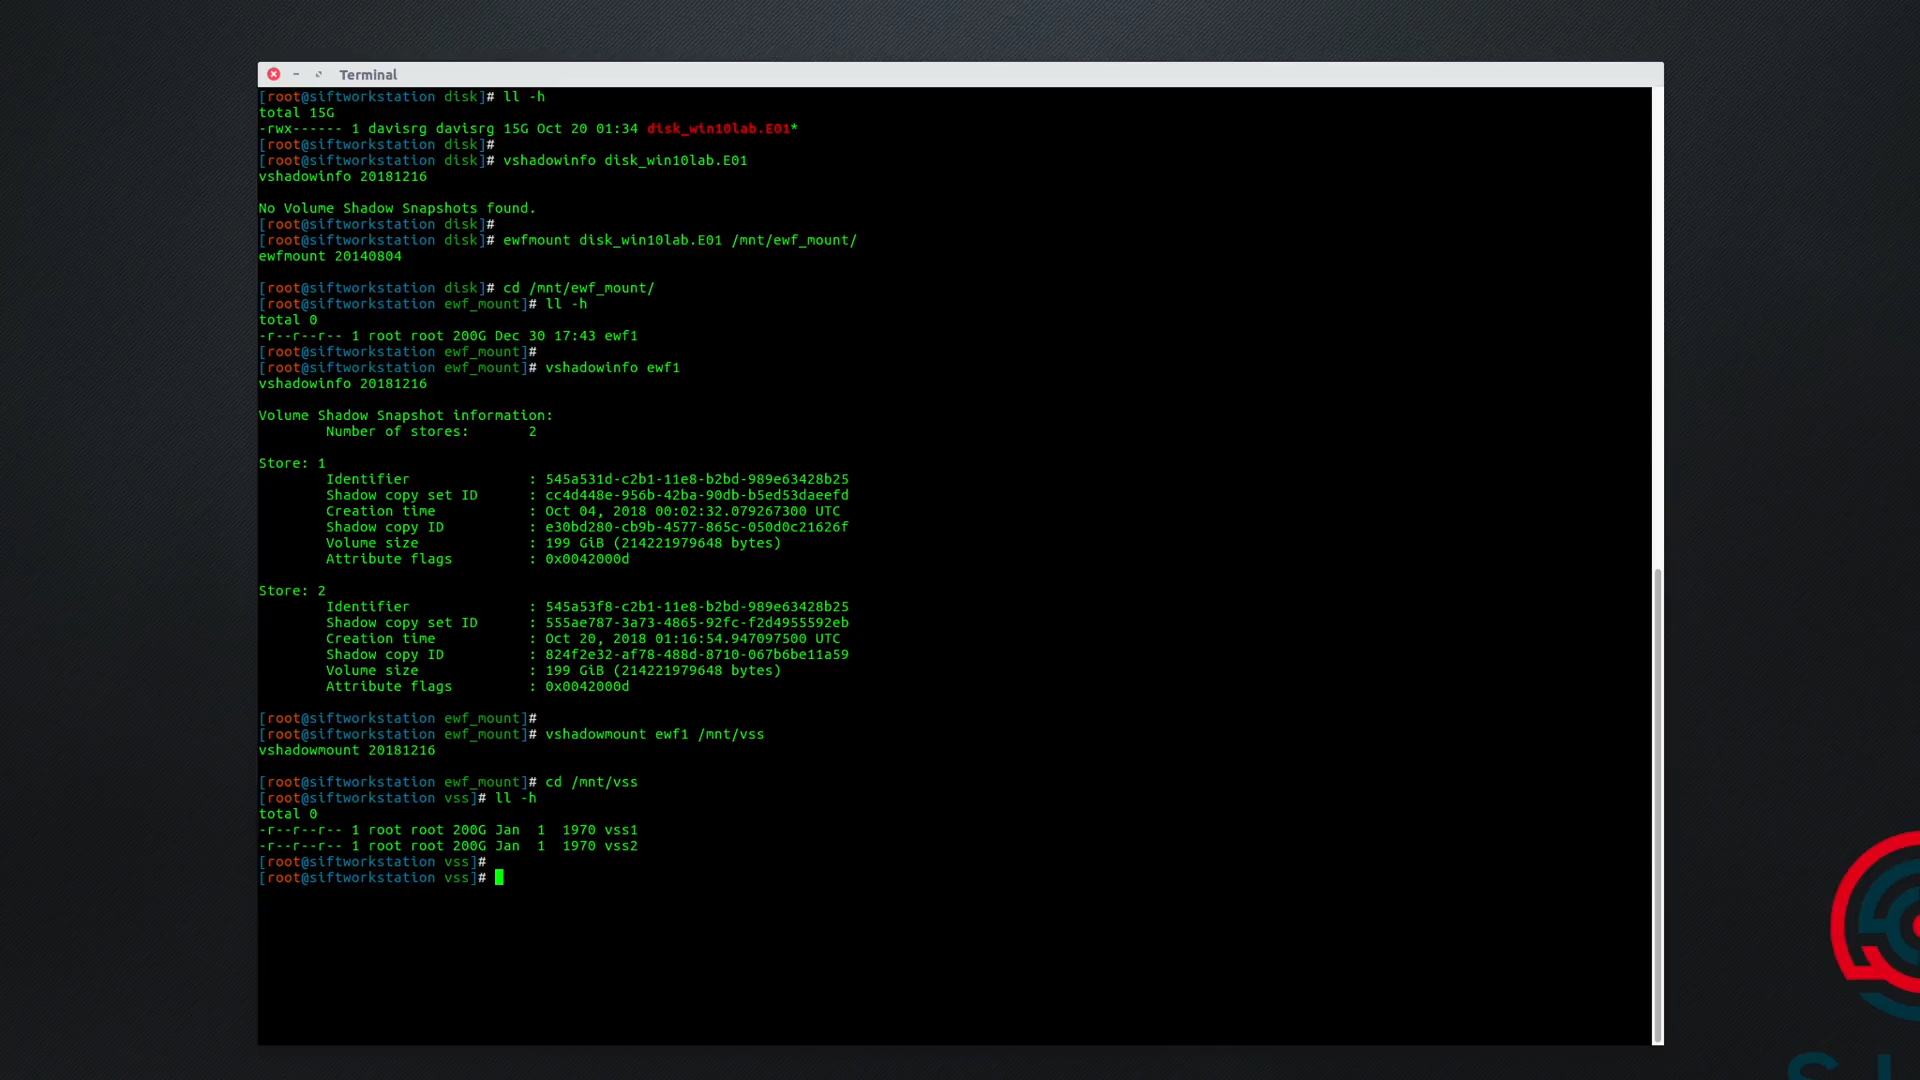 Terminal
[root@siftworkstation disk]# ll -h
total 15G
-rwx------ 1 davisrg davisrg 15G Oct 20 01:34 disk_win10lab.E01*
[root@siftworkstation disk]#
[root@siftworkstation disk]# vshadowinfo disk_win10lab.E01
vshadowinfo 20181216
No Volume Shadow Snapshots found.
[root@siftworkstation disk]#
[root@siftworkstation disk]# ewfmount disk_win10lab.E01 /mnt/ewf_mount/
ewfmount 20140804
[root@siftworkstation disk]# cd /mnt/ewf_mount/
[root@siftworkstation ewf_mount]# ll -h
total 0
-r--r--r-- 1 root root 200G Dec 30 17:43 ewf1
[root@siftworkstation ewf_mount]#
[root@siftworkstation ewf_mount]# vshadowinfo ewf1
vshadowinfo 20181216
Volume Shadow Snapshot information:
Number of stores: 2
Store: 1
Identifier : 545a531d-c2b1-11e8-b2bd-989e63428b25
Shadow copy set ID : cc4d448e-956b-42ba-90db-b5ed53daeefd
Creation time : Oct 04, 2018 00:02:32.079267300 UTC
Shadow copy ID : e30bd280-cb9b-4577-865c-050d0c21626f
Volume size : 199 GiB (214221979648 bytes)
Attribute flags : 0x0042000d
Store: 2
Identifier : 545a53f8-c2b1-11e8-b2bd-989e63428b25
Shadow copy set ID : 555ae787-3a73-4865-92fc-f2d4955592eb
Creation time : Oct 20, 2018 01:16:54.947097500 UTC
Shadow copy ID : 824f2e32-af78-488d-8710-067b6be11a59
Volume size : 199 GiB (214221979648 bytes)
Attribute flags : 0x0042000d
[root@siftworkstation ewf_mount]#
[root@siftworkstation ewf_mount]# vshadowmount ewf1 /mnt/vss
vshadowmount 20181216
[root@siftworkstation ewf_mount]# cd /mnt/vss
[root@siftworkstation vss]# ll -h
total 0
-r--r--r-- 1 root root 200G Jan 1 1970 vss1
-r--r--r-- 1 root root 200G Jan 1 1970 vss2
[root@siftworkstation vss]#
[root@siftworkstation vss]#